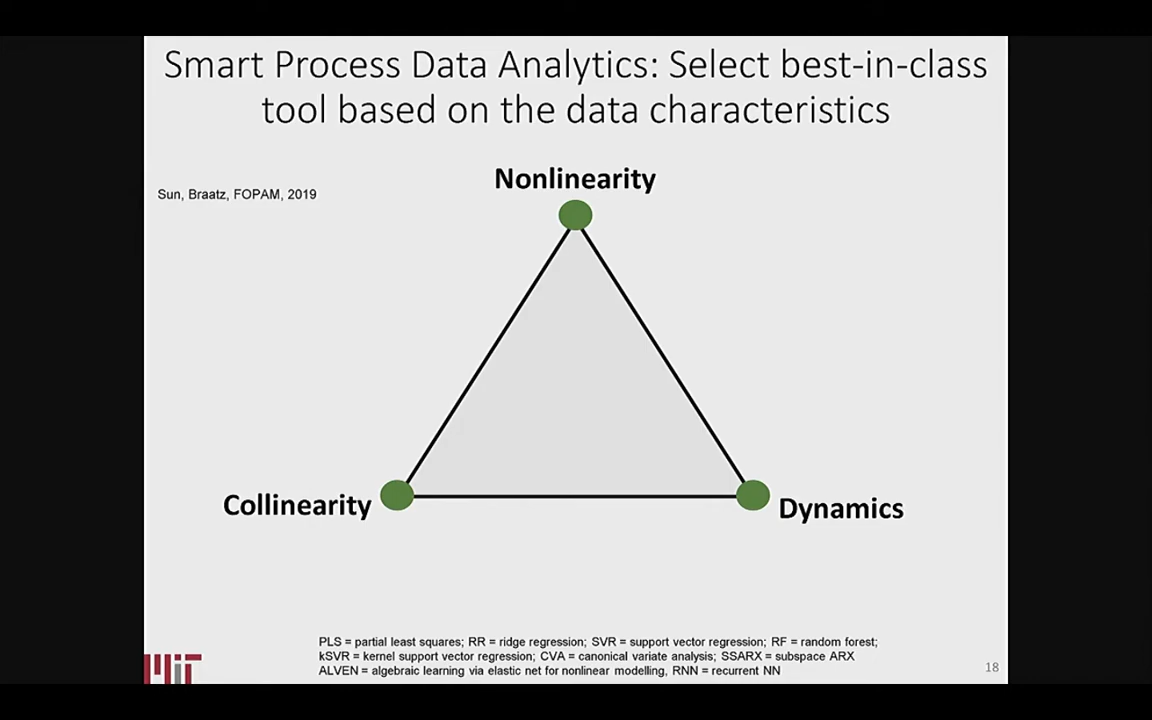 Smart Process Data Analytics: Select best-in-class
tool based on the data characteristics
Sun, Braatz, FOPAM, 2019
Nonlinearity
Collinearity
Dynamics
PLS = partial least squares; RR = ridge regression; SVR = support vector regression; RF = random forest;
kSVR = kernel support vector regression; CVA = canonical variate analysis; SSARX = subspace ARX
ALVEN = algebraic learning via elastic net for nonlinear modelling, RNN = recurrent NN
MIT
18